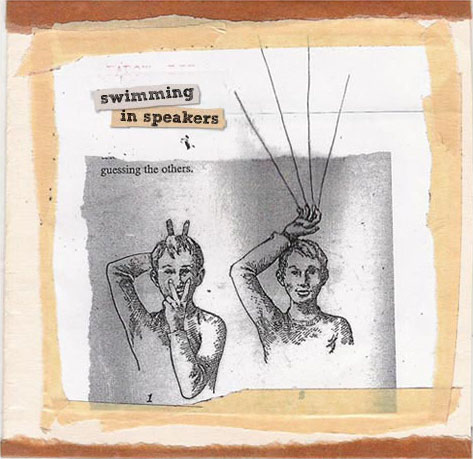 swimming
in speakers
guessing the others.
1